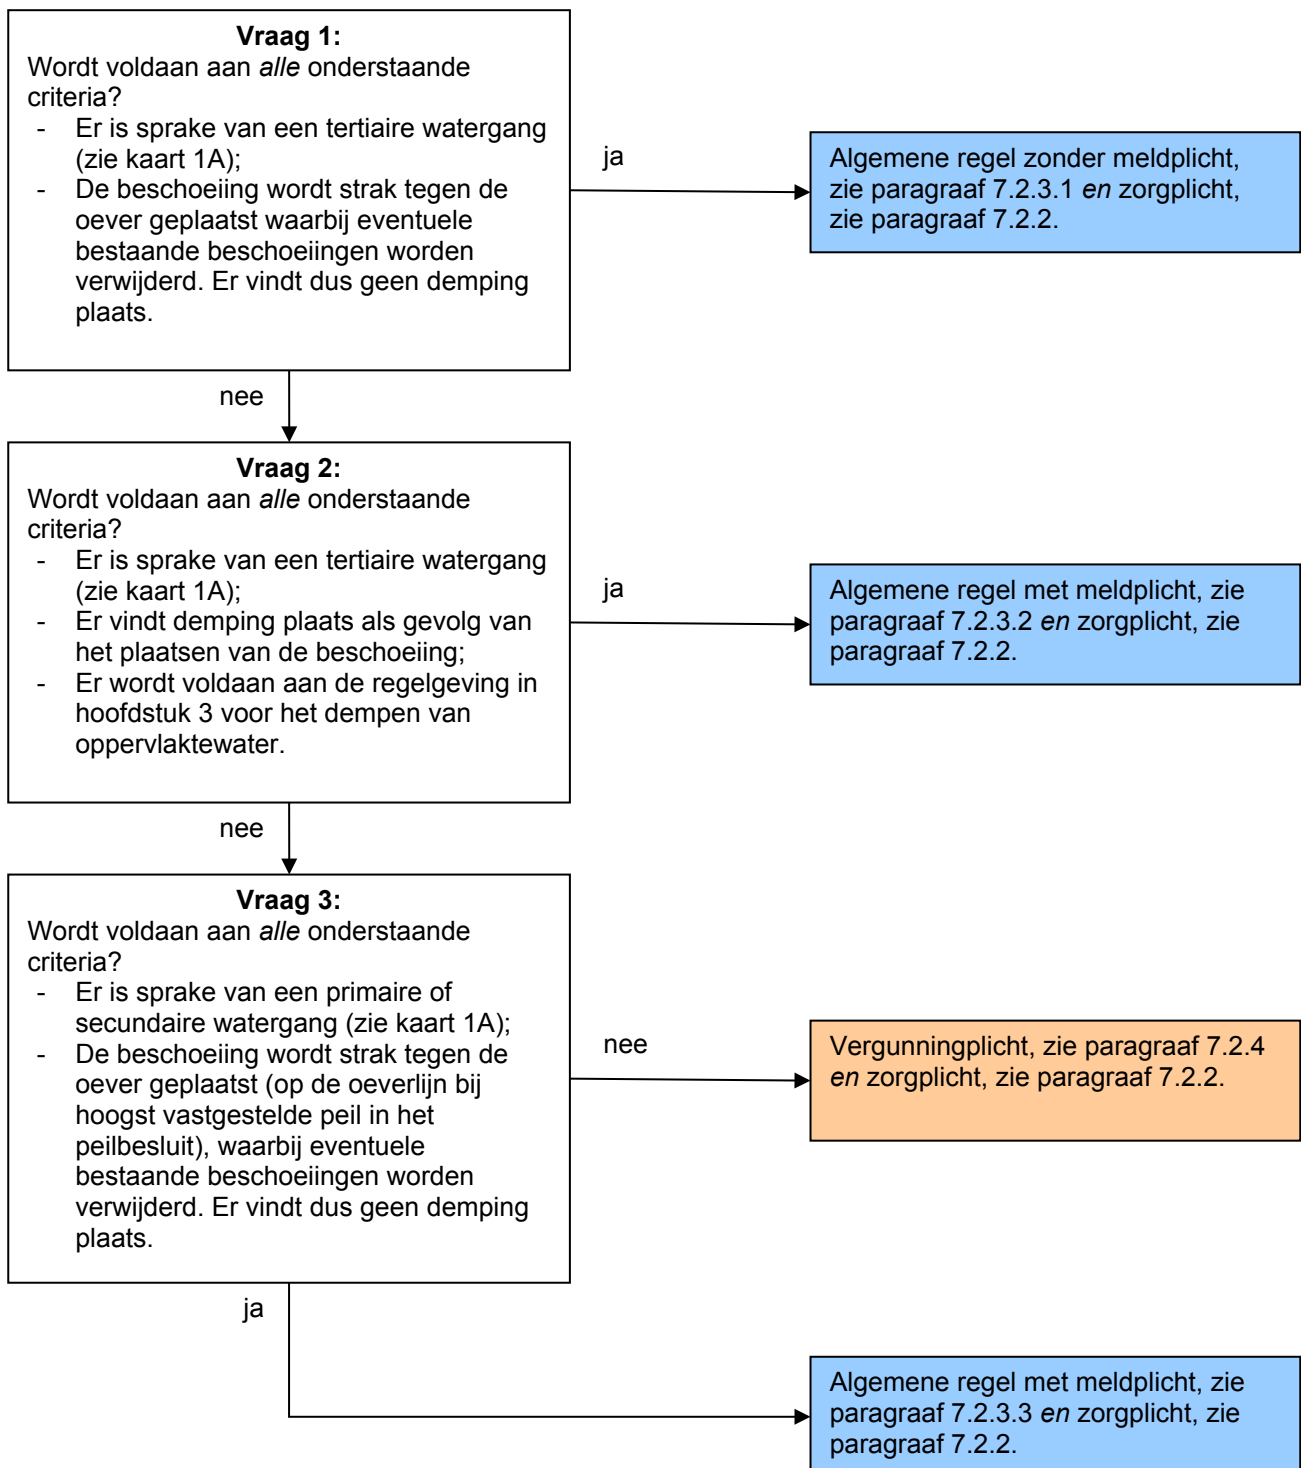 Vraag 1:
Wordt voldaan aan alle onderstaande
criteria?
- Er is sprake van een tertiaire watergang
(zie kaart 1A);
- De beschoeiing wordt strak tegen de
oever geplaatst waarbij eventuele
bestaande beschoeiingen worden
verwijderd. Er vindt dus geen demping
plaats.
ja
Algemene regel zonder meldplicht,
zie paragraaf 7.2.3.1 en zorgplicht,
zie paragraaf 7.2.2.
nee
Vraag 2:
Wordt voldaan aan alle onderstaande
criteria?
- Er is sprake van een tertiaire watergang
(zie kaart 1A);
- Er vindt demping plaats als gevolg van
het plaatsen van de beschoeiing;
- Er wordt voldaan aan de regelgeving in
hoofdstuk 3 voor het dempen van
oppervlaktewater.
ja
Algemene regel met meldplicht, zie
paragraaf 7.2.3.2 en zorgplicht, zie
paragraaf 7.2.2.
nee
Vraag 3:
Wordt voldaan aan alle onderstaande
criteria?
- Er is sprake van een primaire of
secundaire watergang (zie kaart 1A);
- De beschoeiing wordt strak tegen de
oever geplaatst (op de oeverlijn bij
hoogst vastgestelde peil in het
peilbesluit), waarbij eventuele
bestaande beschoeiingen worden
verwijderd. Er vindt dus geen demping
plaats.
nee
Vergunningplicht, zie paragraaf 7.2.4
en zorgplicht, zie paragraaf 7.2.2.
ja
Algemene regel met meldplicht, zie
paragraaf 7.2.3.3 en zorgplicht, zie
paragraaf 7.2.2.